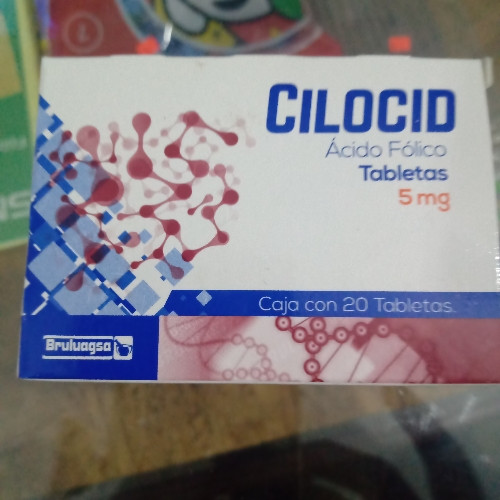 CILOCID
Ácido Fólico
Tabletas
5 mg
Caja con 20 Tabletas.
Bruluagsa